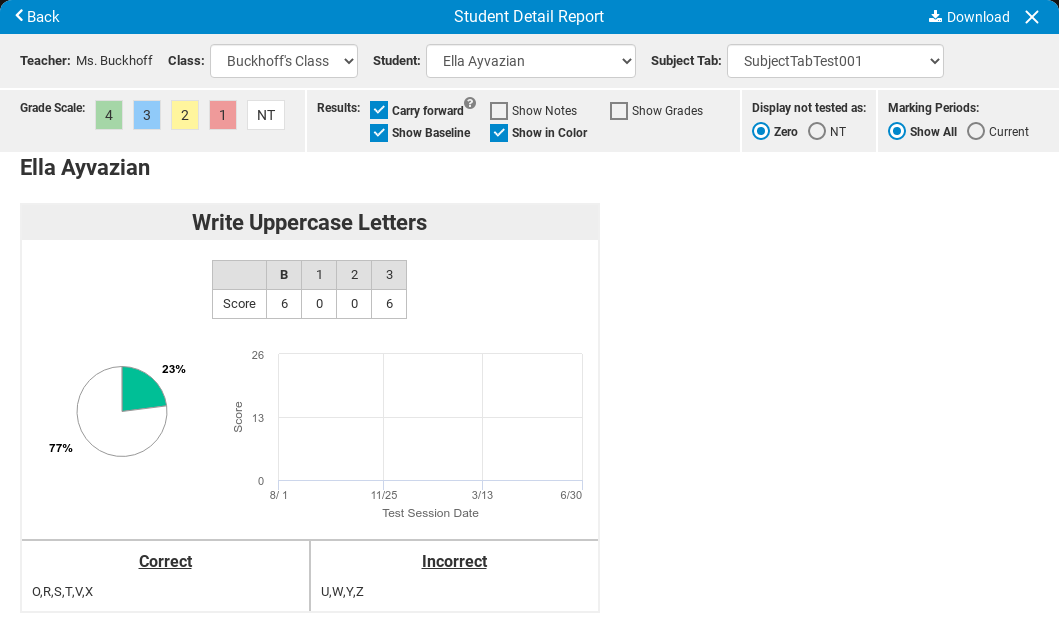 Back
Student Detail Report
Download
Teacher: Ms. Buckhoff Class: Buckhoff's Class Student: Ella Ayvazian Subject Tab: SubjectTabTest001
Grade Scale: 4 3 2 1 NT
Results: Carry forward ? Show Notes Show Grades
Show Baseline Show in Color
Display not tested as:
Zero NT
Marking Periods:
Show All Current
Ella Ayvazian
Write Uppercase Letters
B 1 2 3
Score 6 0 0 6
23%
77%
26
13
0
Score
8/ 1 11/25 3/13 6/30
Test Session Date
Correct
O,R,S,T,V,X
Incorrect
U,W,Y,Z